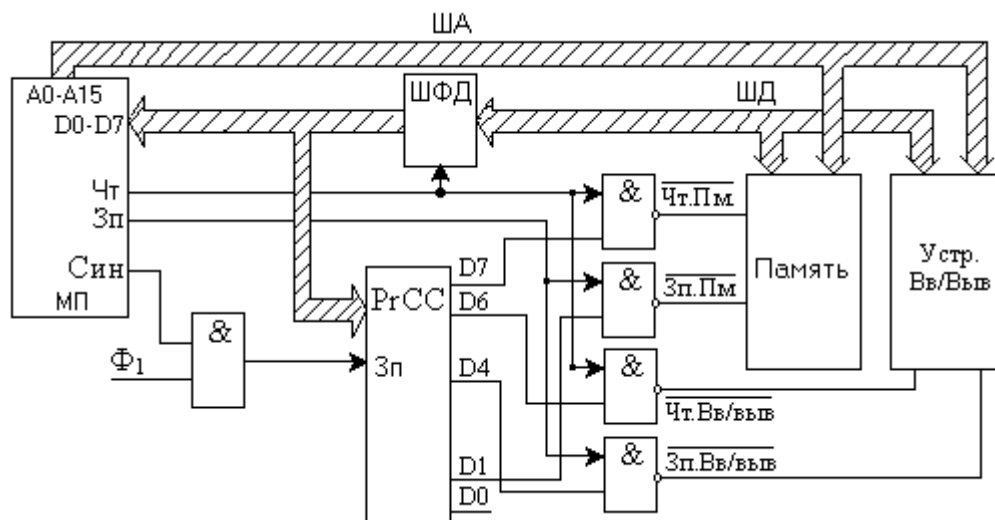 ША
A0-A15
D0-D7
ШФД
ШД
Чт
Зп
Син
МП
Ф1
&
PrCC
Зп
D7
D6
D4
D1
D0
&
Чт.Пм.
&
Зп.Пм
&
Чт.Вв/выв
&
Зп.Вв/выв
Память
Устр.
Вв/Выв